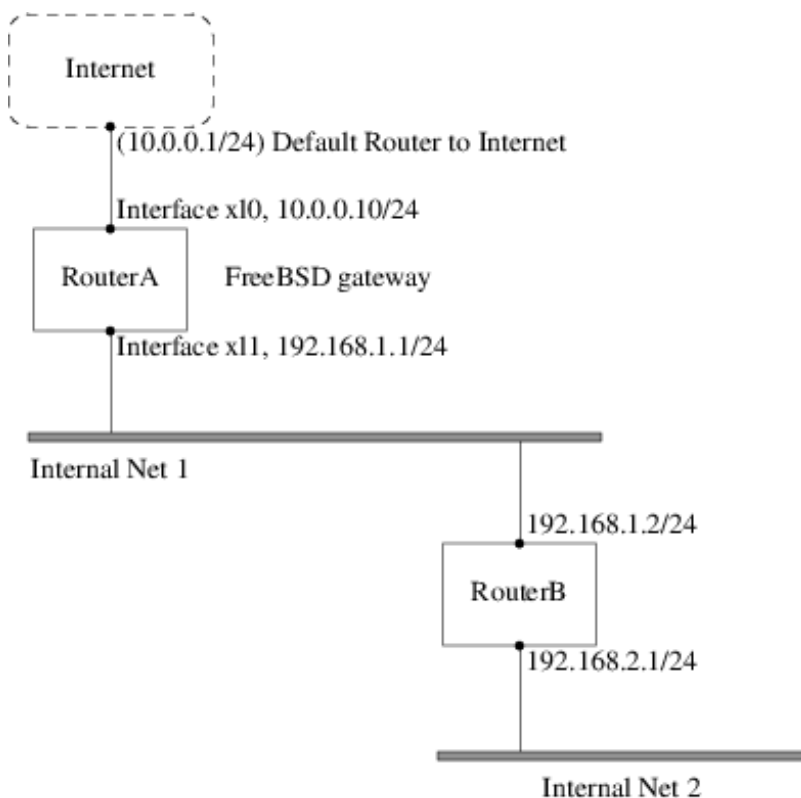 Internet
(10.0.0.1/24) Default Router to Internet
Interface xl0, 10.0.0.10/24
RouterA
FreeBSD gateway
Interface xl1, 192.168.1.1/24
Internal Net 1
192.168.1.2/24
RouterB
192.168.2.1/24
Internal Net 2